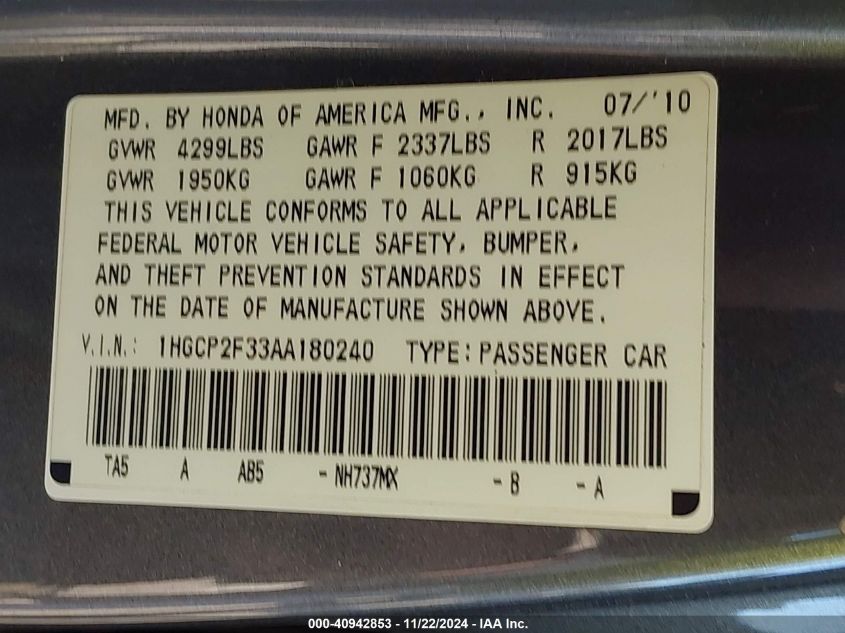 MFD. BY HONDA OF AMERICA MFG., INC. 07/'10
GVWR 4299LBS GAWR F 2337LBS R 2017LBS
GVWR 1950KG GAWR F 1060KG R 915KG
THIS VEHICLE CONFORMS TO ALL APPLICABLE
FEDERAL MOTOR VEHICLE SAFETY, BUMPER,
AND THEFT PREVENTION STANDARDS IN EFFECT
ON THE DATE OF MANUFACTURE SHOWN ABOVE.
V.I.N.: 1HGCP2F33AA180240 TYPE: PASSENGER CAR
TA5 A AB5 - NH737MX - B - A
000-40942853 - 11/22/2024 - IAA Inc.